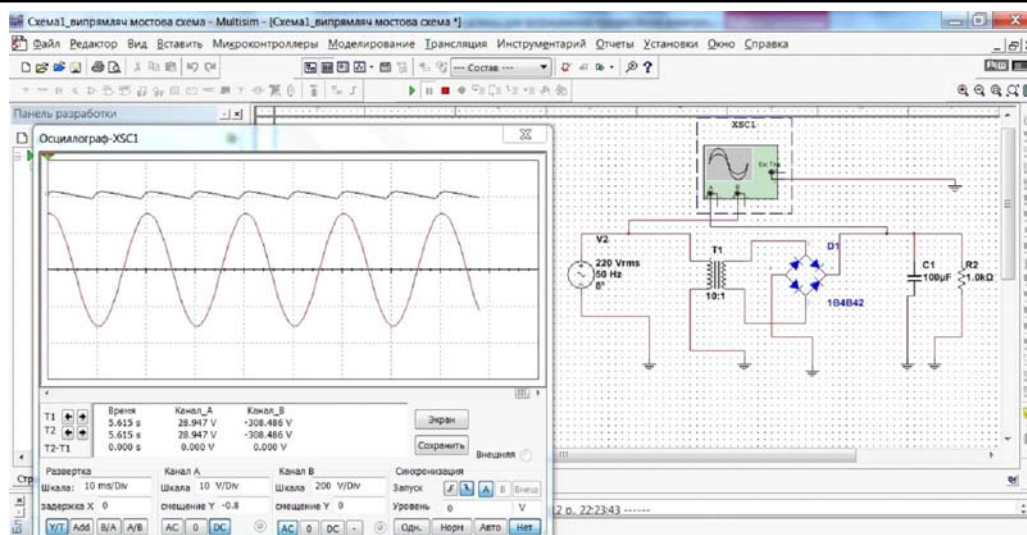 Схема1_випрямляч мостова схема - Multisim - [Схема1_випрямляч мостова схема *]
Файл Редактор Вид Вставить Микроконтроллеры Моделирование Трансляция Инструментарий Отчеты Установки Окно Справка
--- Состав ---
Панель разработки
Осциллограф-XSC1
XSC1
Ext Trig
A B
V2
220 Vrms
50 Hz
0°
T1
10:1
D1
1B4B42
C1
100µF
R2
1.0kΩ
Время Канал_A Канал_B
T1 5.615 s 28.947 V -308.486 V
T2 5.615 s 28.947 V -308.486 V
T2-T1 0.000 s 0.000 V 0.000 V
Экран
Сохранить
Внешняя
Развертка Канал A Канал B Синхронизация
Шкала: 10 ms/Div Шкала 10 V/Div Шкала 200 V/Div Запуск A B Внеш
задержка X 0 смещение Y -0.8 смещение Y 0 Уровень 0 V
Y/T Add B/A A/B AC 0 DC AC 0 DC - Одн. Норм Авто Нет
Стр
2 о. 22:23:43 ------